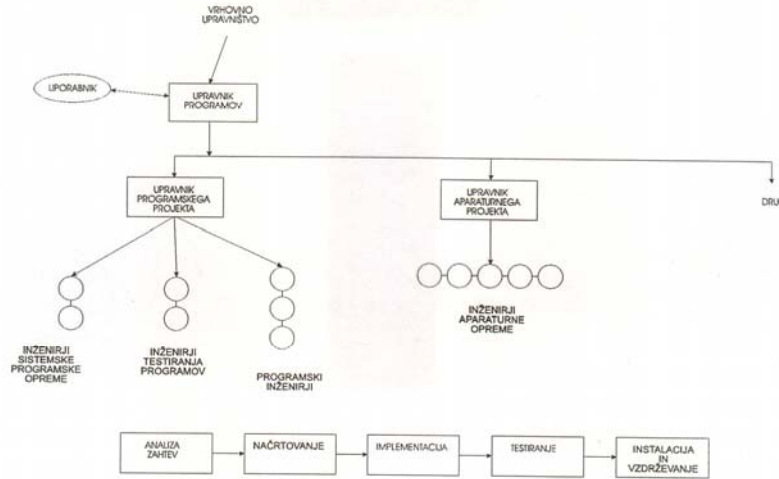 VRHOVNO
UPRAVNIŠTVO
UPORABNIK
UPRAVNIK
PROGRAMOV
UPRAVNIK
PROGRAMSKEGA
PROJEKTA
UPRAVNIK
APARATURNEGA
PROJEKTA
DRU
INŽENIRJI
SISTEMSKE
PROGRAMSKE
OPREME
INŽENIRJI
TESTIRANJA
PROGRAMOV
PROGRAMSKI
INŽENIRJI
INŽENIRJI
APARATURNE
OPREME
ANALIZA
ZAHTEV
NAČRTOVANJE
IMPLEMENTACIJA
TESTIRANJE
INSTALACIJA
IN
VZDRŽEVANJE